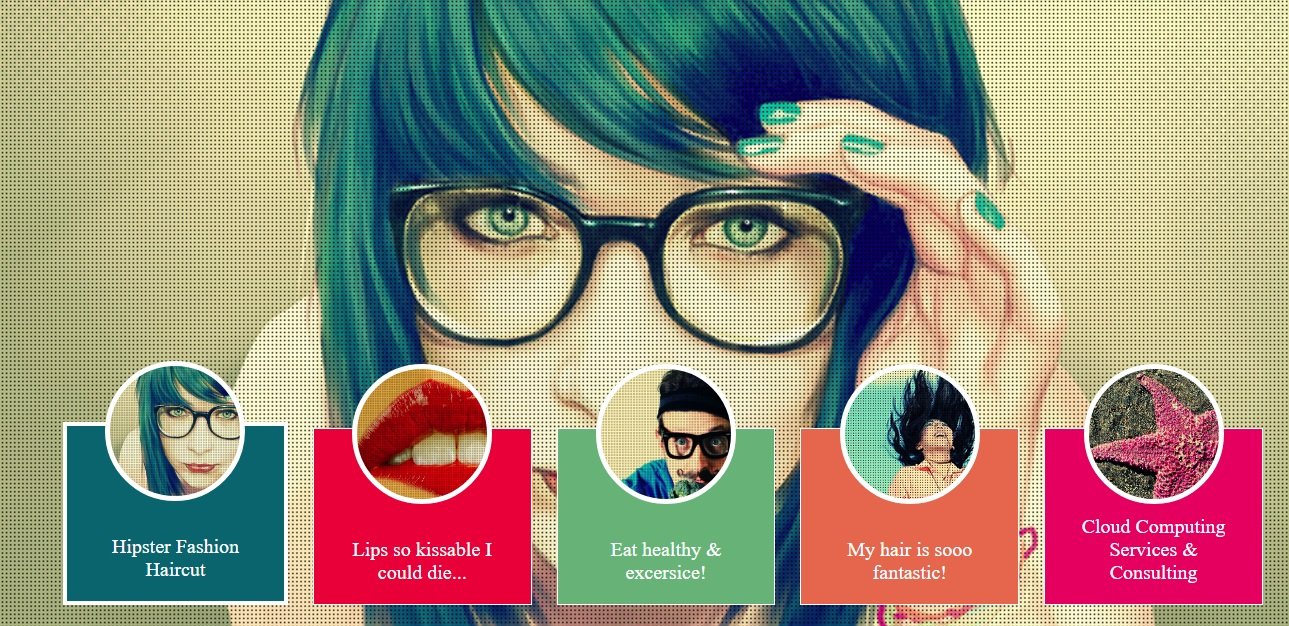 Hipster Fashion
Haircut
Lips so kissable I
could die...
Eat healthy &
excersice!
My hair is sooo
fantastic!
Cloud Computing
Services &
Consulting